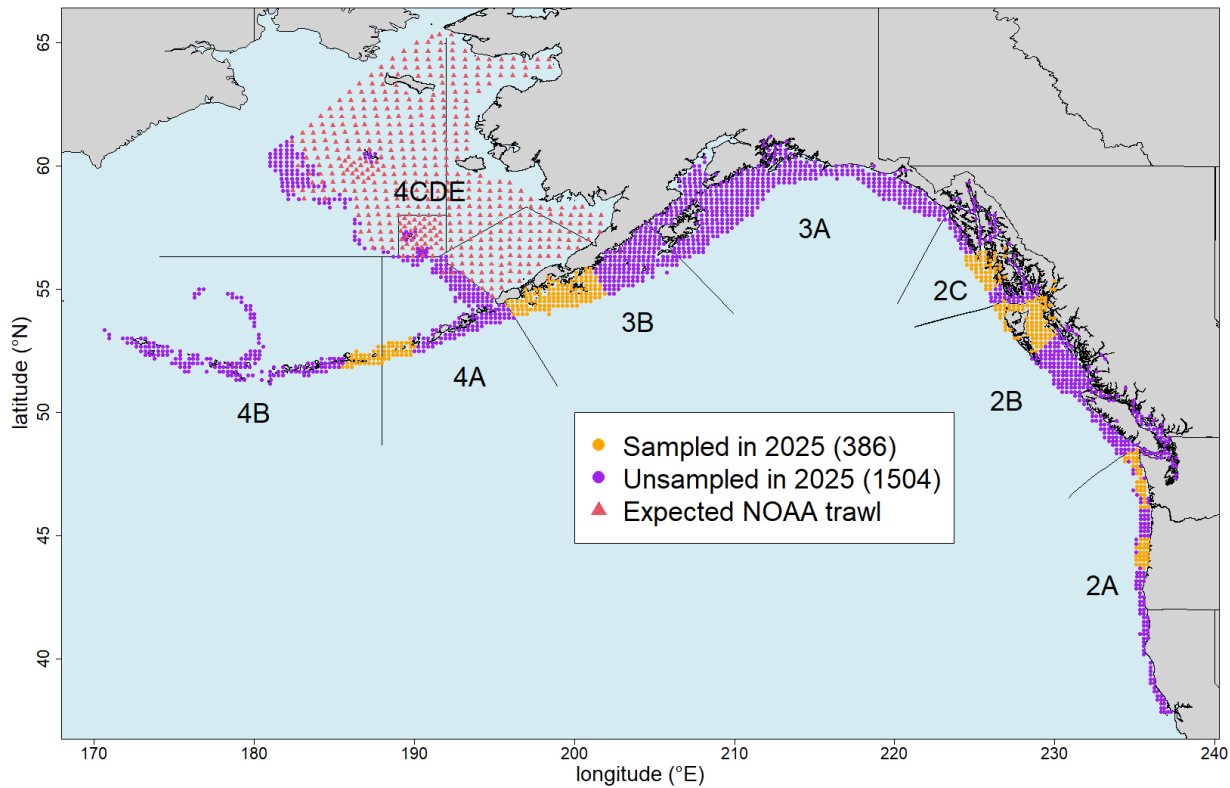 65
60
55
50
45
40
latitude (°N)
4CDE
3A
2C
3B
4A
2B
4B
2A
Sampled in 2025 (386)
Unsampled in 2025 (1504)
Expected NOAA trawl
170
180
190
200
210
220
230
240
longitude (°E)